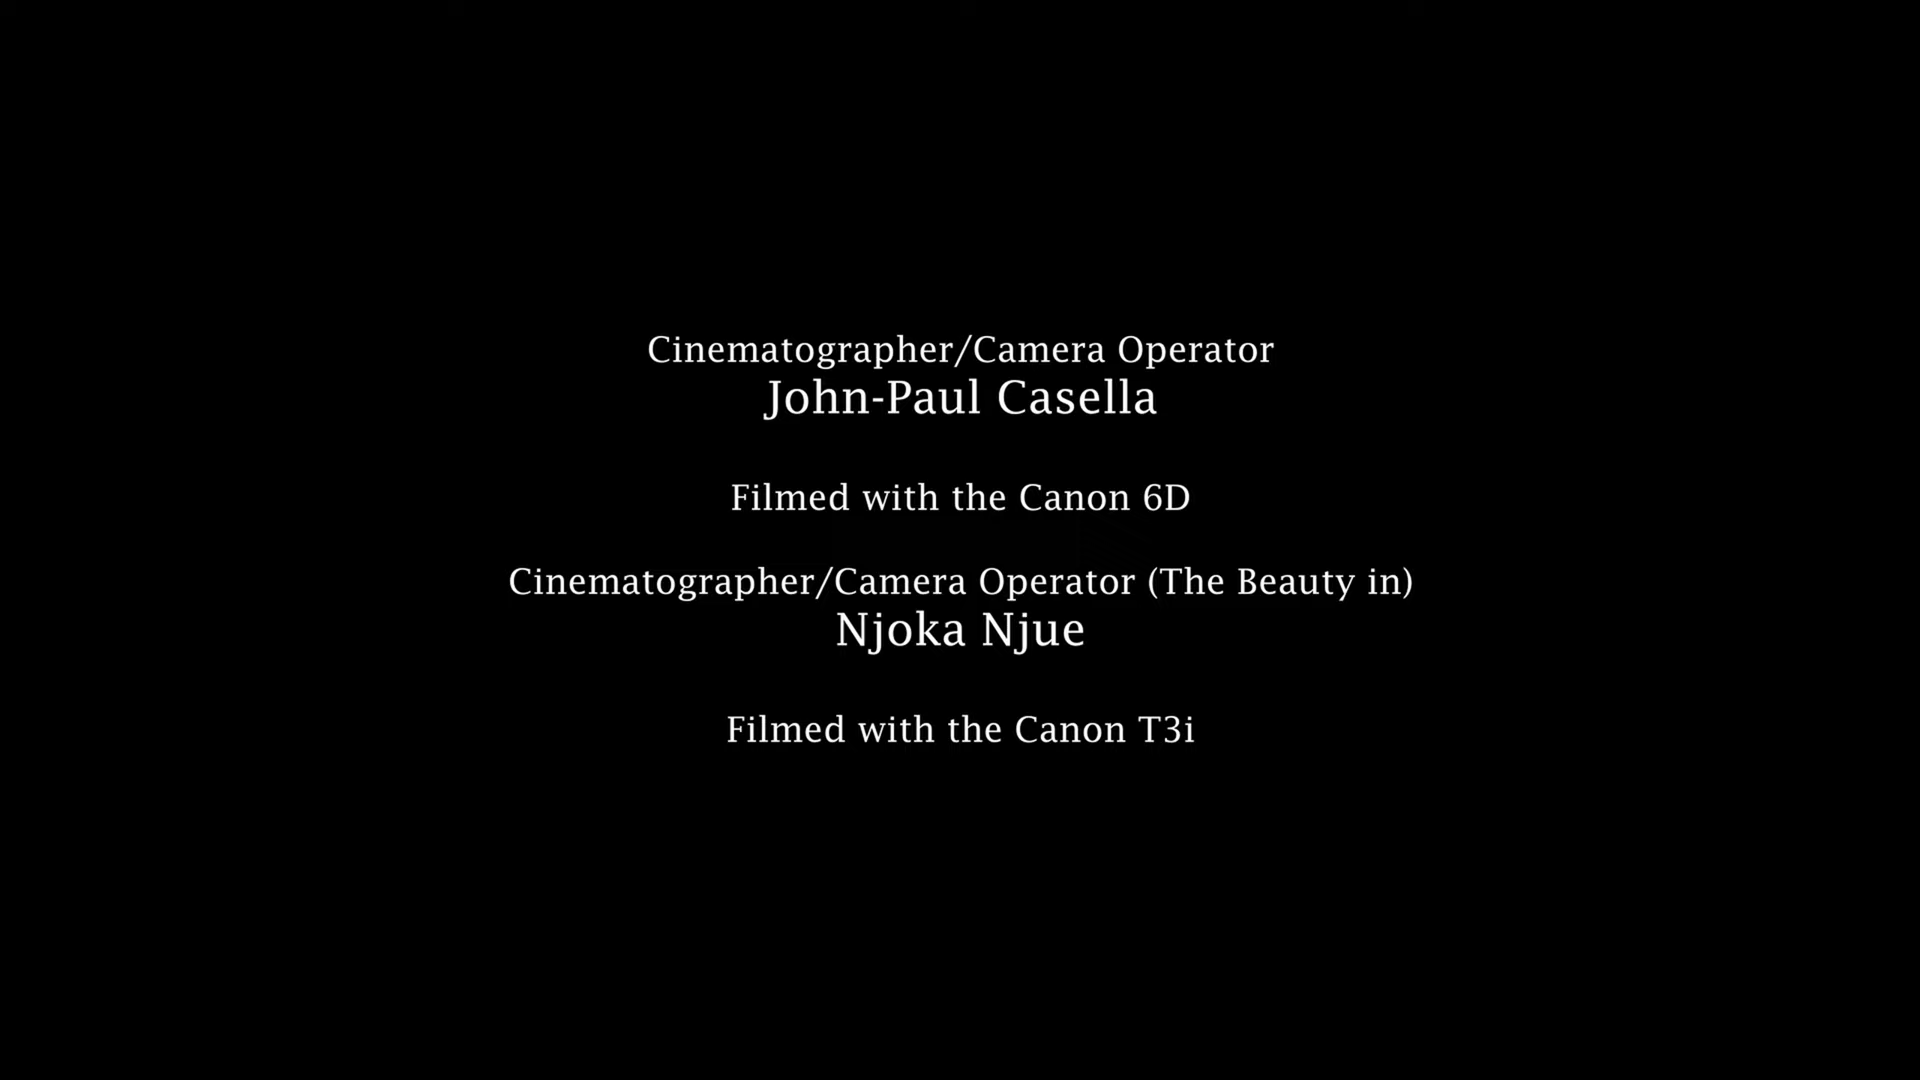 Cinematographer/Camera Operator
John-Paul Casella
Filmed with the Canon 6D
Cinematographer/Camera Operator (The Beauty in)
Njoka Njue
Filmed with the Canon T3i